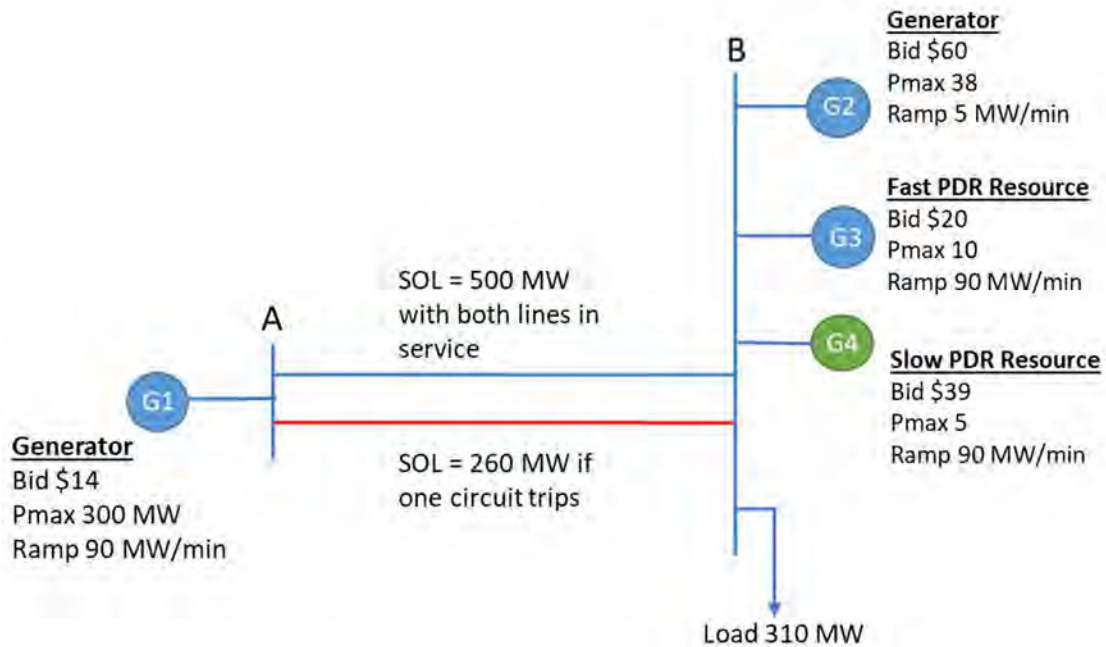 Generator
Bid $60
Pmax 38
Ramp 5 MW/min
B
G2
Fast PDR Resource
Bid $20
Pmax 10
Ramp 90 MW/min
G3
SOL = 500 MW
with both lines in
service
A
G4
Slow PDR Resource
Bid $39
Pmax 5
Ramp 90 MW/min
G1
Generator
Bid $14
Pmax 300 MW
Ramp 90 MW/min
SOL = 260 MW if
one circuit trips
Load 310 MW